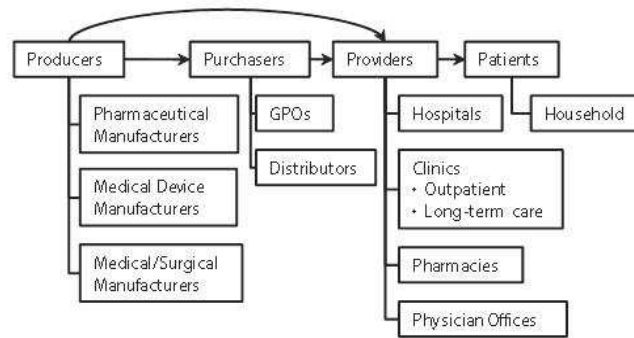 Producers
Purchasers
Providers
Patients
Pharmaceutical
Manufacturers
Medical Device
Manufacturers
Medical/Surgical
Manufacturers
GPOs
Distributors
Hospitals
Clinics
• Outpatient
• Long-term care
Pharmacies
Physician Offices
Household